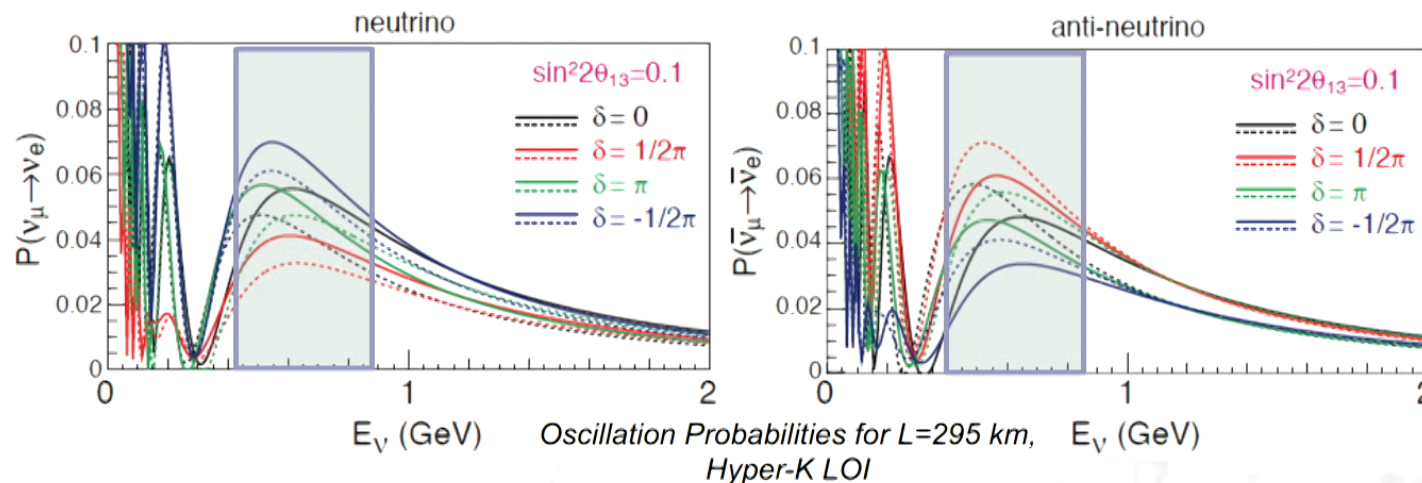 neutrino
anti-neutrino
0.1
0.08
0.06
0.04
0.02
0
P(νμ→νe)
sin²2θ₁₃=0.1
δ = 0
δ = 1/2π
δ = π
δ = -1/2π
0
1
2
Eν (GeV)
0.1
0.08
0.06
0.04
0.02
0
P(ν̄μ→ν̄e)
sin²2θ₁₃=0.1
δ = 0
δ = 1/2π
δ = π
δ = -1/2π
0
1
2
Eν (GeV)
Oscillation Probabilities for L=295 km,
Hyper-K LOI